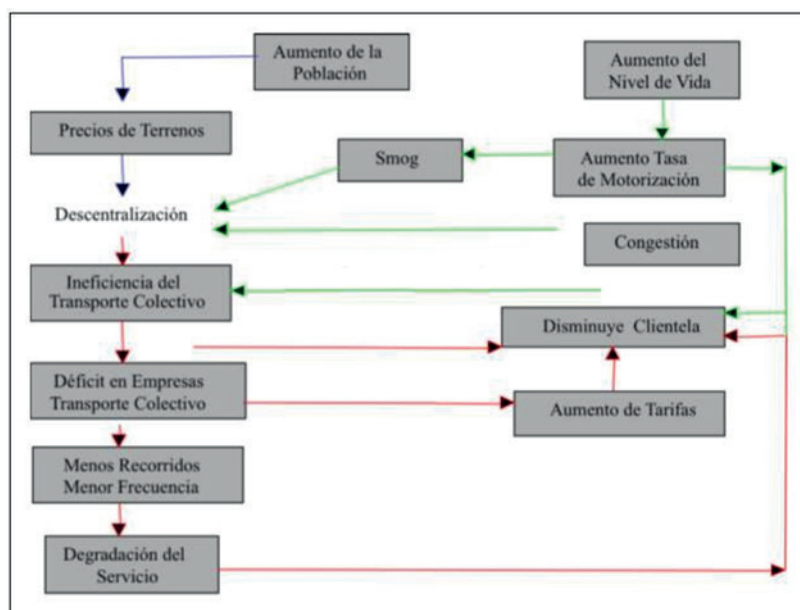 Aumento de la
Población
Aumento del
Nivel de Vida
Precios de Terrenos
Smog
Aumento Tasa
de Motorización
Descentralización
Congestión
Ineficiencia del
Transporte Colectivo
Disminuye Clientela
Déficit en Empresas
Transporte Colectivo
Aumento de Tarifas
Menos Recorridos
Menor Frecuencia
Degradación del
Servicio